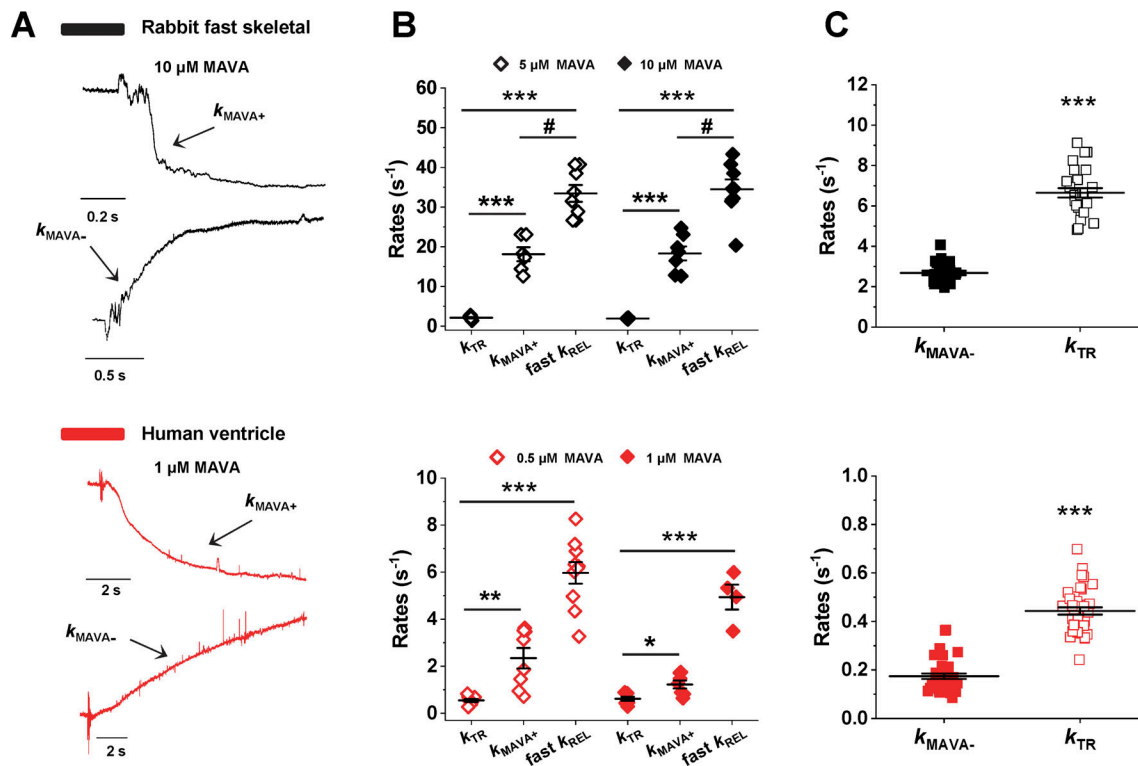 A
Rabbit fast skeletal
10 µM MAVA
kMAVA+
0.2 s
kMAVA-
0.5 s
Human ventricle
1 µM MAVA
kMAVA+
2 s
kMAVA-
2 s
B
5 µM MAVA 10 µM MAVA
60
50
40
30
20
10
0
Rates (s-1)
*** ***
# #
*** ***
kTR kMAVA+ fast kREL kTR kMAVA+ fast kREL
0.5 µM MAVA 1 µM MAVA
10
8
6
4
2
0
Rates (s-1)
*** ***
** *
kTR kMAVA+ fast kREL kTR kMAVA+ fast kREL
C
12
10
8
6
4
2
0
Rates (s-1)
***
kMAVA- kTR
1.0
0.8
0.6
0.4
0.2
0.0
Rates (s-1)
***
kMAVA- kTR